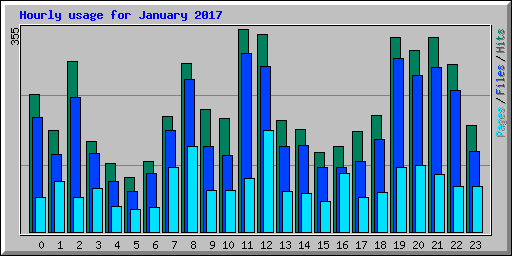 Hourly usage for January 2017
355
Pages / Files / Hits
0 1 2 3 4 5 6 7 8 9 10 11 12 13 14 15 16 17 18 19 20 21 22 23